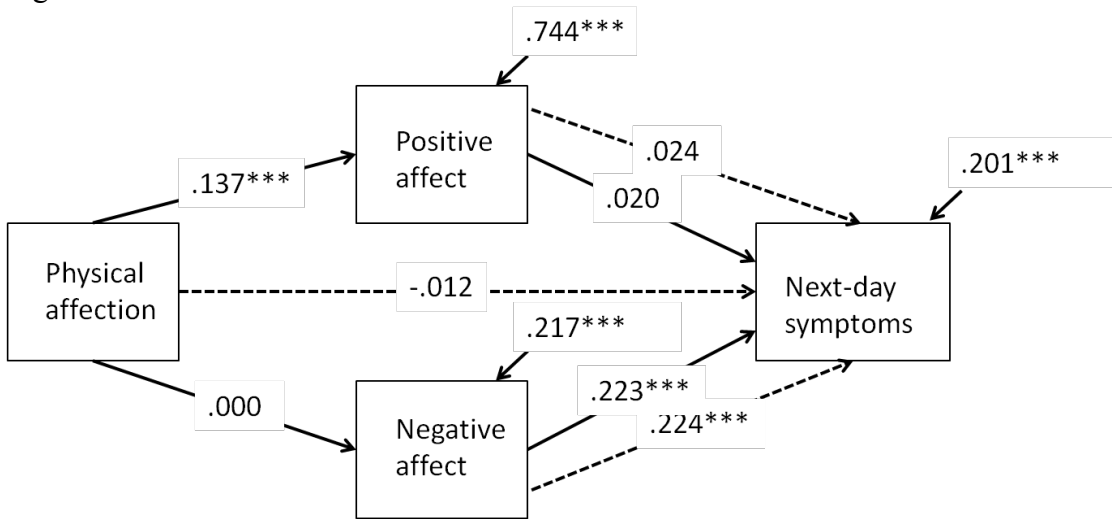 .744***
Positive
affect
.024
.201***
.137***
.020
Physical
affection
-.012
Next-day
symptoms
.217***
.000
.223***
.224***
Negative
affect